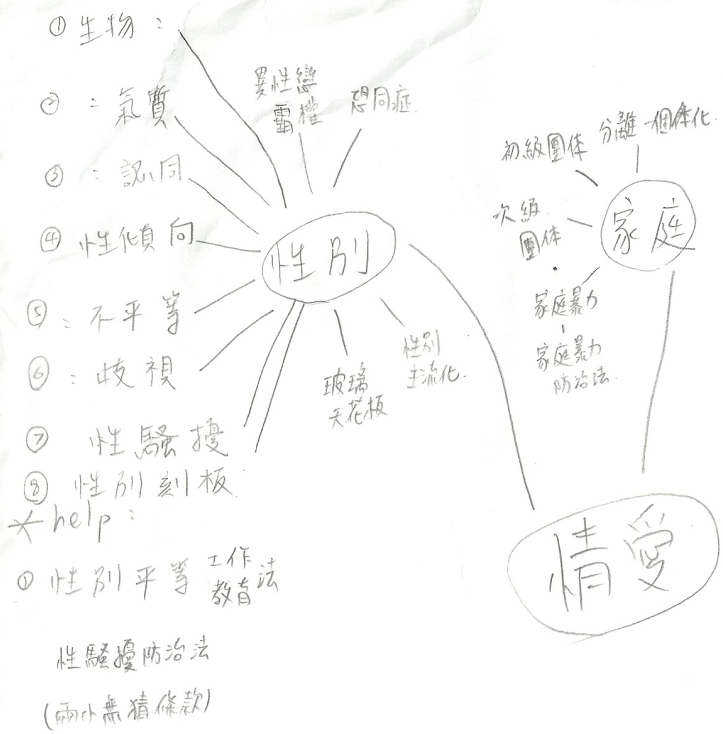 ①生物：
②：氣質
③：認同
④性傾向
⑤：不平等
⑥：歧視
⑦ 性騷擾
⑧ 性別刻板
異性戀
霸權
恐同症
性別
玻璃
天花板
性別
主流化
初級團体
分離一個体化
次級
團体
家庭
家庭暴力
家庭暴力
防治法
情愛
*help：
①性別平等工作
教育法
性騷擾防治法
(兩小無猜條款)